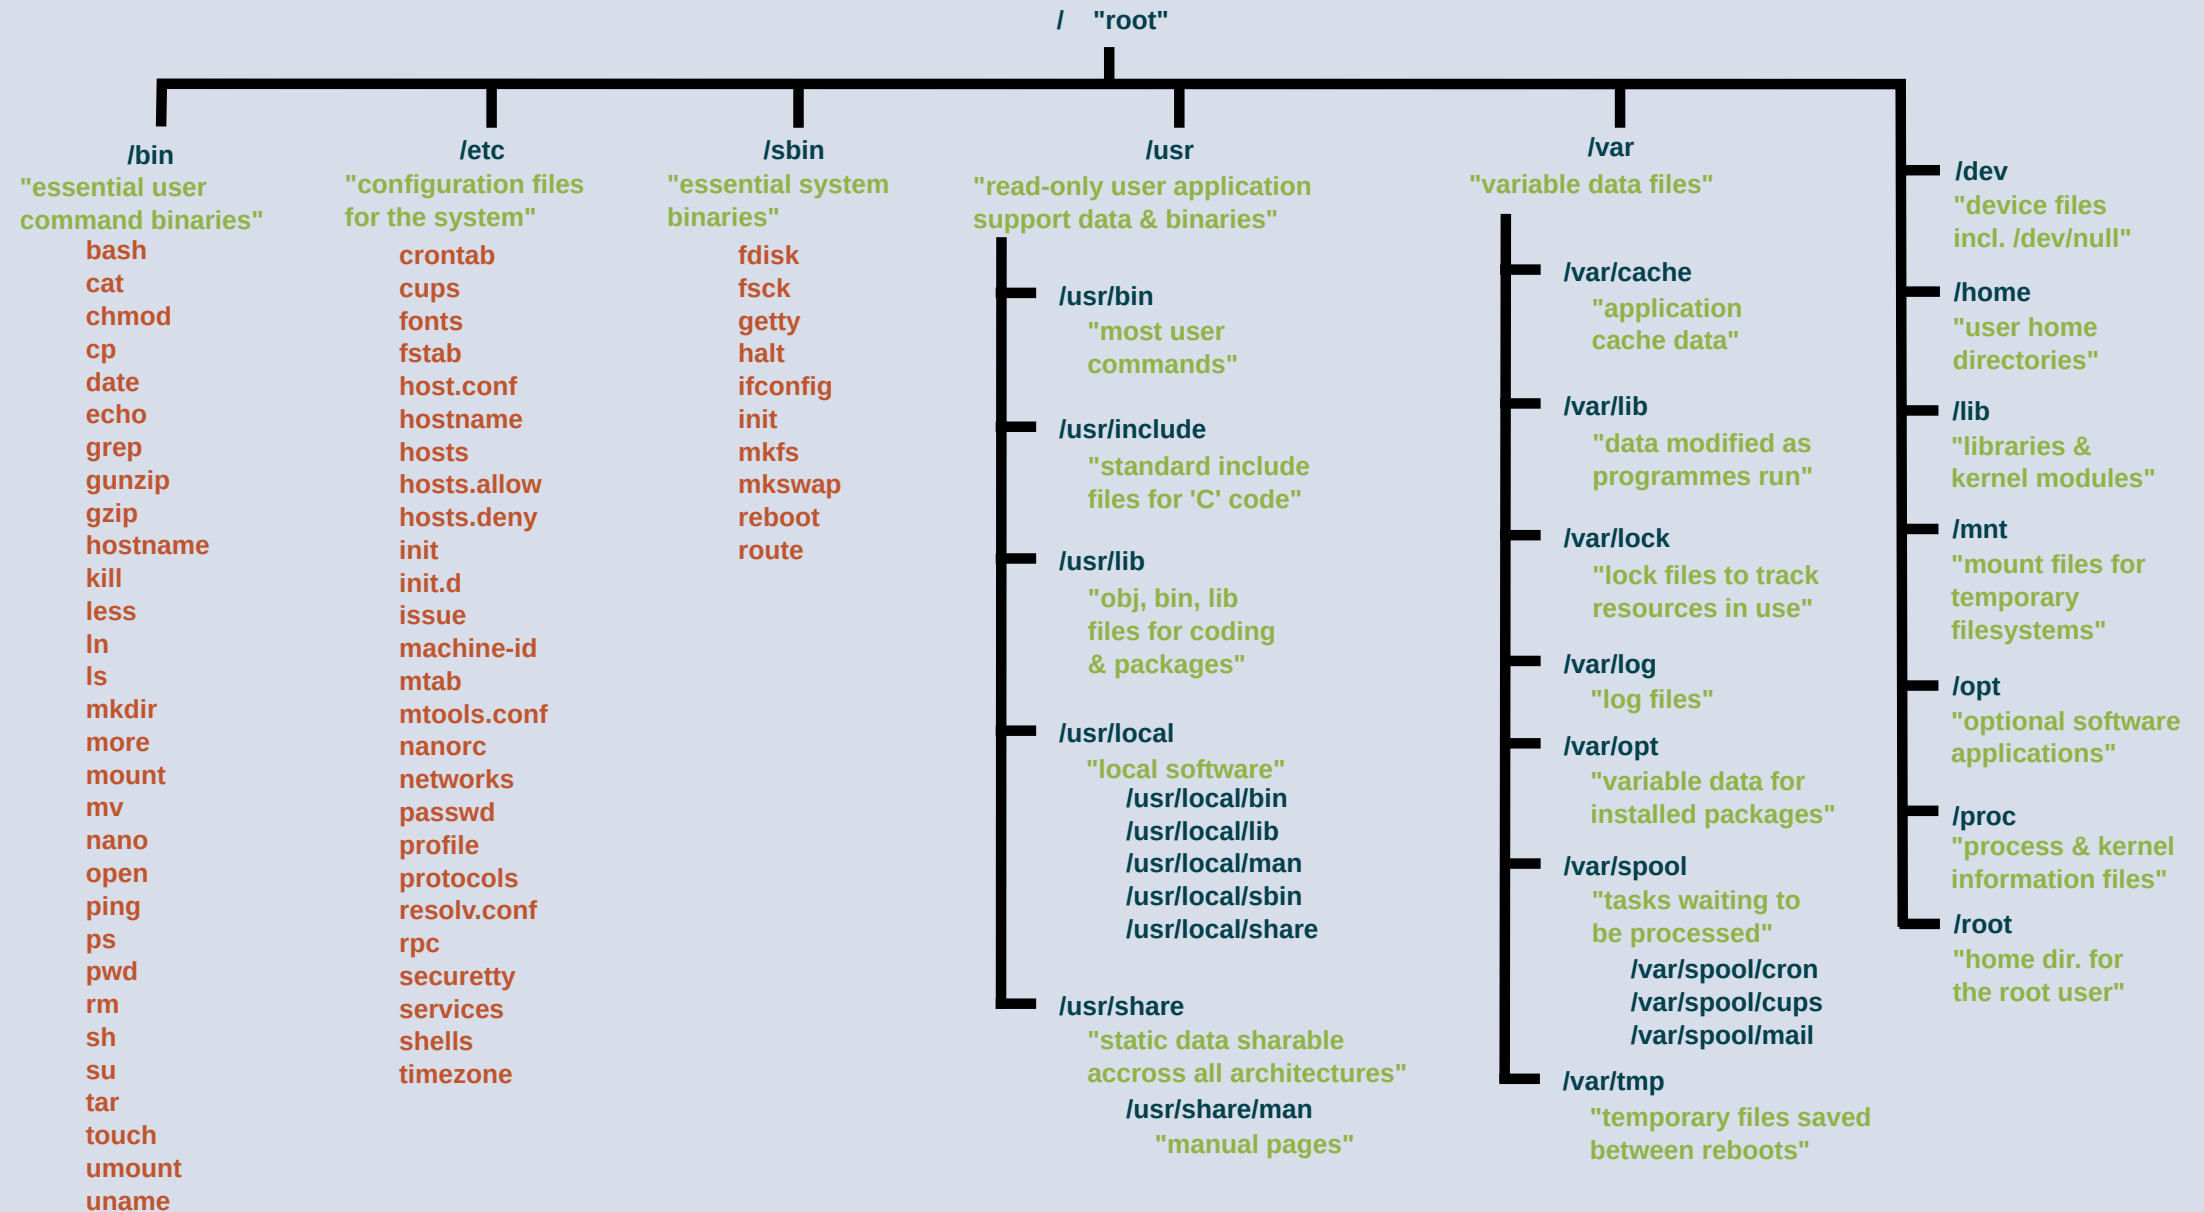 / "root"
/bin
"essential user
command binaries"
bash
cat
chmod
cp
date
echo
grep
gunzip
gzip
hostname
kill
less
ln
ls
mkdir
more
mount
mv
nano
open
ping
ps
pwd
rm
sh
su
tar
touch
umount
uname
/etc
"configuration files
for the system"
crontab
cups
fonts
fstab
host.conf
hostname
hosts
hosts.allow
hosts.deny
init
init.d
issue
machine-id
mtab
mtools.conf
nanorc
networks
passwd
profile
protocols
resolv.conf
rpc
securetty
services
shells
timezone
/sbin
"essential system
binaries"
fdisk
fsck
getty
halt
ifconfig
init
mkfs
mkswap
reboot
route
/usr
"read-only user application
support data & binaries"
/usr/bin
"most user
commands"
/usr/include
"standard include
files for 'C' code"
/usr/lib
"obj, bin, lib
files for coding
& packages"
/usr/local
"local software"
/usr/local/bin
/usr/local/lib
/usr/local/man
/usr/local/sbin
/usr/local/share
/usr/share
"static data sharable
accross all architectures"
/usr/share/man
"manual pages"
/var
"variable data files"
/var/cache
"application
cache data"
/var/lib
"data modified as
programmes run"
/var/lock
"lock files to track
resources in use"
/var/log
"log files"
/var/opt
"variable data for
installed packages"
/var/spool
"tasks waiting to
be processed"
/var/spool/cron
/var/spool/cups
/var/spool/mail
/var/tmp
"temporary files saved
between reboots"
/dev
"device files
incl. /dev/null"
/home
"user home
directories"
/lib
"libraries &
kernel modules"
/mnt
"mount files for
temporary
filesystems"
/opt
"optional software
applications"
/proc
"process & kernel
information files"
/root
"home dir. for
the root user"